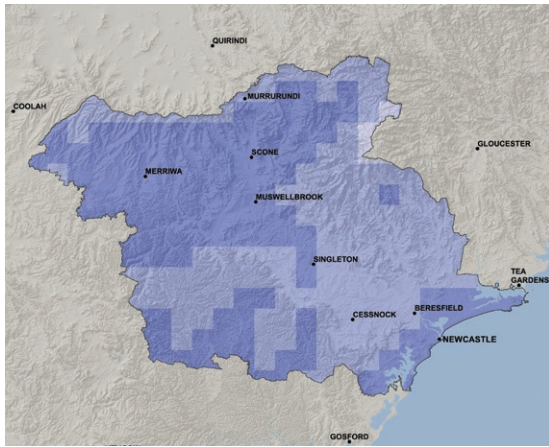 QUIRINDI
MURRURUNDI
COOLAH
GLOUCESTER
SCONE
MERRIWA
MUSWELLBROOK
SINGLETON
TEA
GARDENS
BERESFIELD
CESSNOCK
NEWCASTLE
GOSFORD